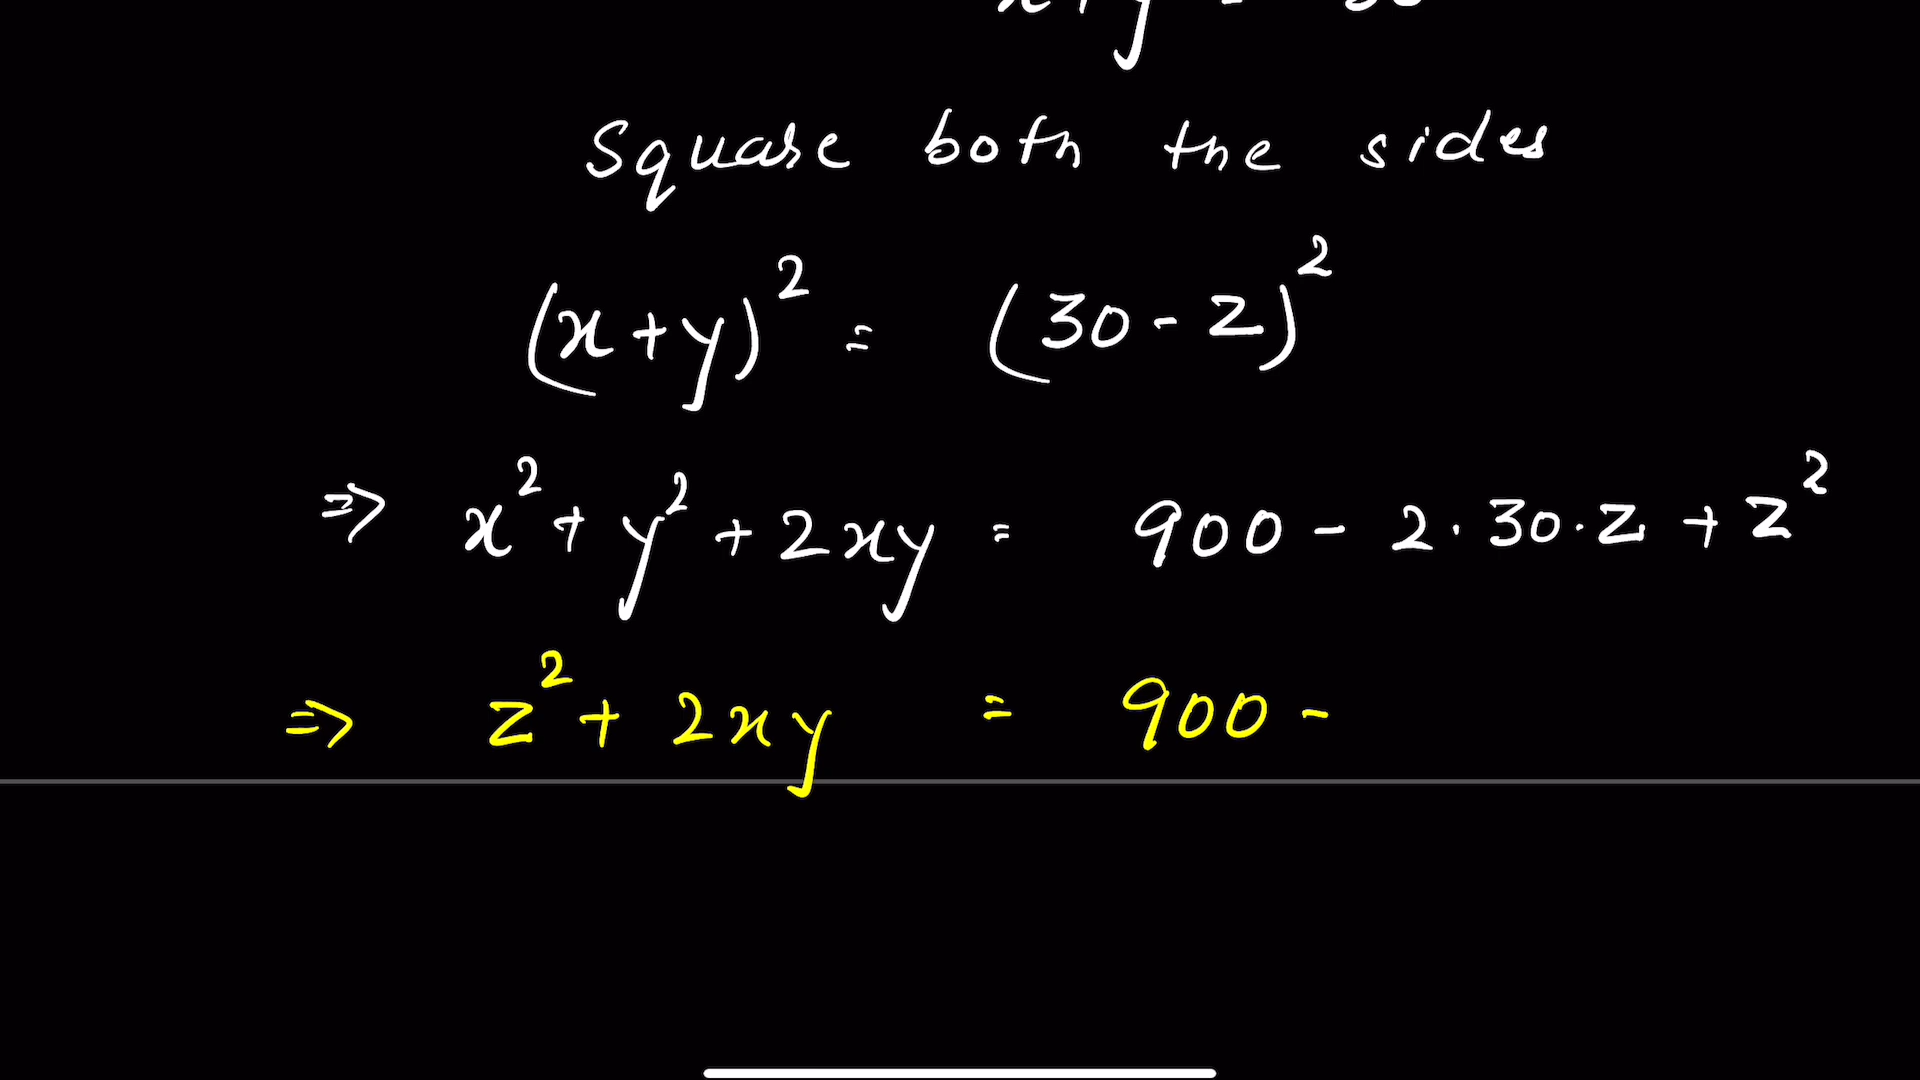 Square both the sides
(x+y)² = (30-z)²
⇒ x² + y² + 2xy = 900 - 2·30·z + z²
⇒ z² + 2xy = 900 -